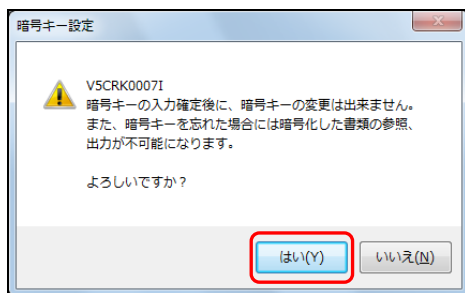 暗号キー設定
V5CRK0007I
暗号キーの入力確定後に、暗号キーの変更は出来ません。
また、暗号キーを忘れた場合には暗号化した書類の参照、
出力が不可能になります。
よろしいですか？
はい(Y)
いいえ(N)